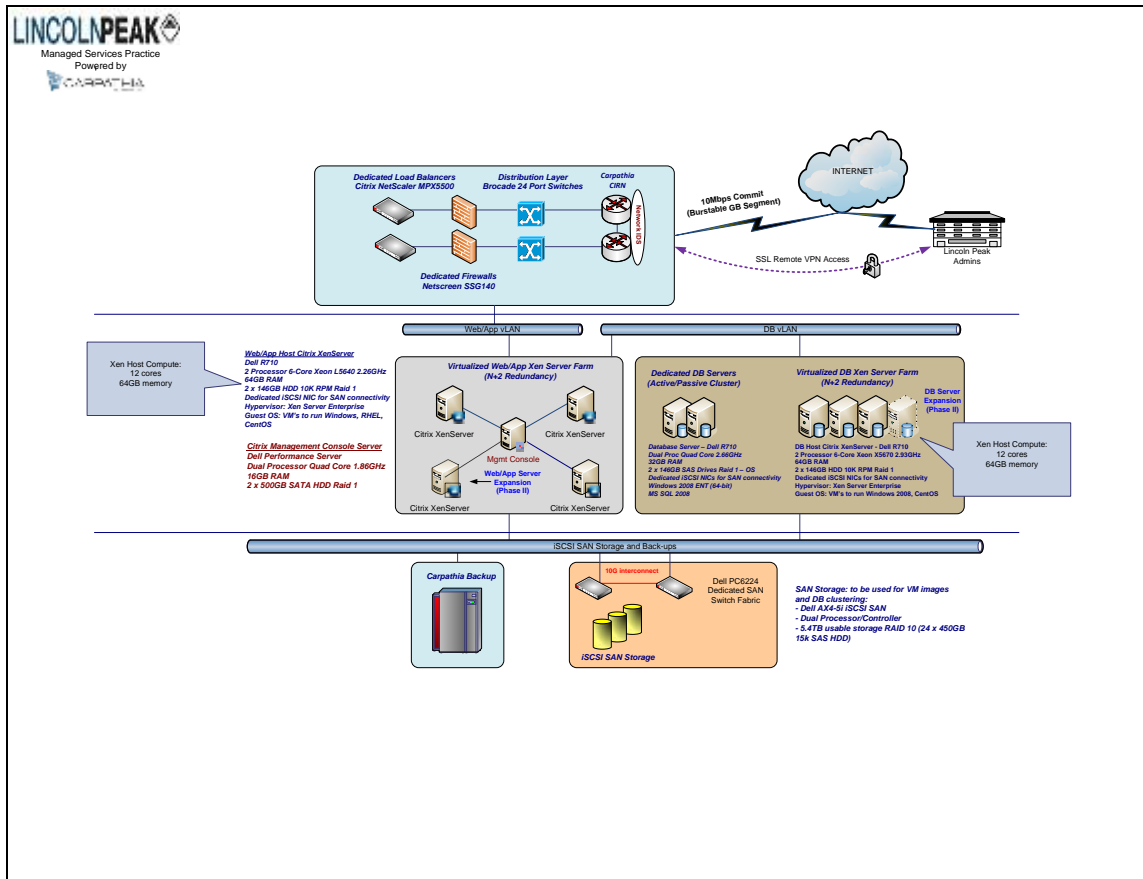 LINCOLNPEAK
Managed Services Practice
Powered by
CARPATHIA
Dedicated Load Balancers
Citrix NetScaler MPX5500
Distribution Layer
Brocade 24 Port Switches
Carpathia
CIRN
Network IDS
Dedicated Firewalls
Netscreen SSG140
10Mbps Commit
(Burstable GB Segment)
INTERNET
SSL Remote VPN Access
Lincoln Peak
Admins
Web/App vLAN
DB vLAN
Xen Host Compute:
12 cores
64GB memory
Web/App Host Citrix XenServer
Dell R710
2 Processor 6-Core Xeon L5640 2.26GHz
64GB RAM
2 x 146GB HDD 10K RPM Raid 1
Dedicated iSCSI NIC for SAN connectivity
Hypervisor: Xen Server Enterprise
Guest OS: VM's to run Windows, RHEL,
CentOS
Citrix Management Console Server
Dell Performance Server
Dual Processor Quad Core 1.86GHz
16GB RAM
2 x 500GB SATA HDD Raid 1
Virtualized Web/App Xen Server Farm
(N+2 Redundancy)
Citrix XenServer
Citrix XenServer
Mgmt Console
Web/App Server
Expansion
(Phase II)
Citrix XenServer
Citrix XenServer
Dedicated DB Servers
(Active/Passive Cluster)
Database Server – Dell R710
Dual Proc Quad Core 2.66GHz
32GB RAM
2 x 146GB SAS Drives Raid 1 – OS
Dedicated iSCSI NICs for SAN connectivity
Windows 2008 ENT (64-bit)
MS SQL 2008
Virtualized DB Xen Server Farm
(N+2 Redundancy)
DB Server
Expansion
(Phase II)
DB Host Citrix XenServer - Dell R710
2 Processor 6-Core Xeon X5670 2.93GHz
64GB RAM
2 x 146GB HDD 10K RPM Raid 1
Dedicated iSCSI NICs for SAN connectivity
Hypervisor: Xen Server Enterprise
Guest OS: VM's to run Windows 2008, CentOS
Xen Host Compute:
12 cores
64GB memory
iSCSI SAN Storage and Back-ups
Carpathia Backup
10G interconnect
Dell PC6224
Dedicated SAN
Switch Fabric
iSCSI SAN Storage
SAN Storage: to be used for VM images
and DB clustering:
- Dell AX4-5i iSCSI SAN
- Dual Processor/Controller
- 5.4TB usable storage RAID 10 (24 x 450GB
15k SAS HDD)